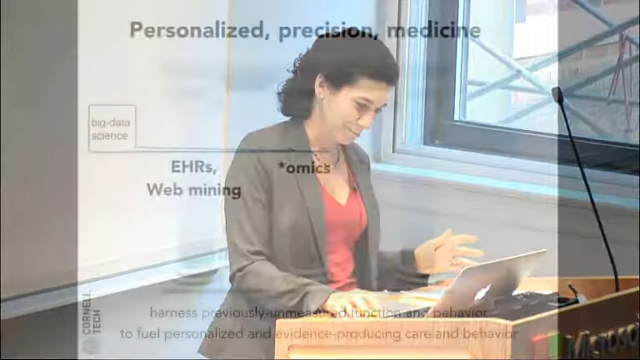 Personalized, precision, medicine
big-data
science
EHRs,
Web mining
*omics
harness previously-unmeasured function and behavior
to fuel personalized and evidence-producing care and behavior
CORNELL
TECH
Microsof